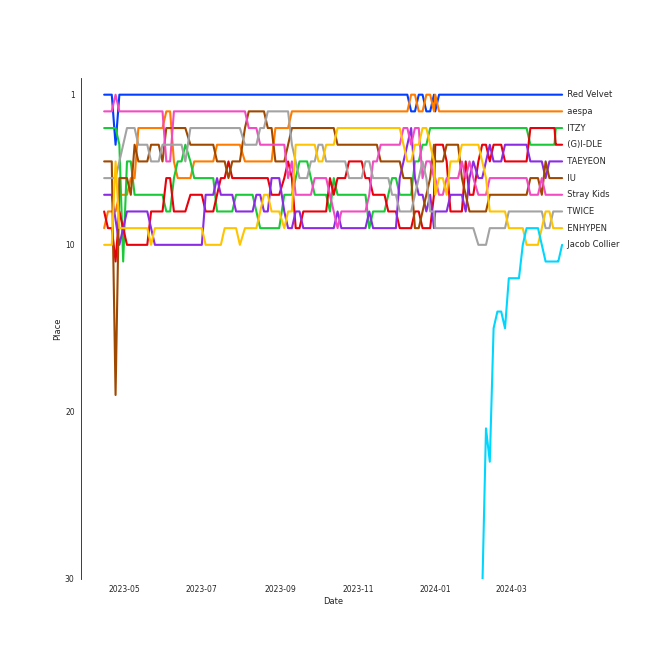 1
10
20
30
Place
2023-05
2023-07
2023-09
2023-11
2024-01
2024-03
Date
Red Velvet
aespa
ITZY
(G)I-DLE
TAEYEON
IU
Stray Kids
TWICE
ENHYPEN
Jacob Collier